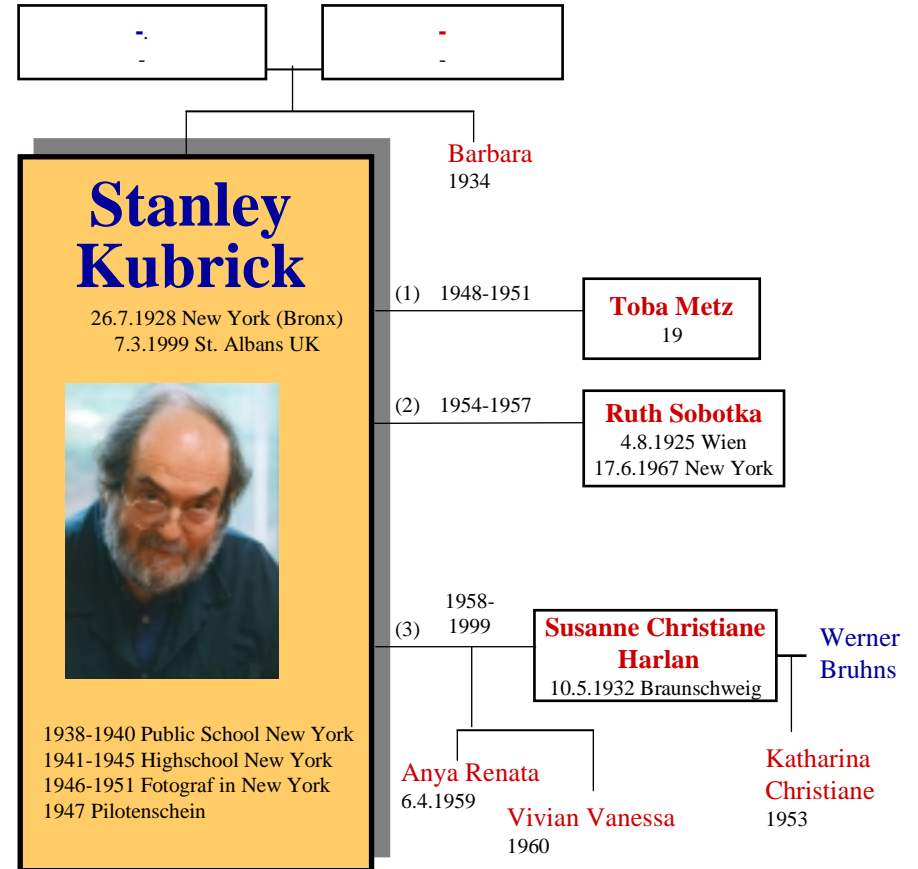 -.
-
-
-
Barbara
1934
Stanley
Kubrick
26.7.1928 New York (Bronx)
7.3.1999 St. Albans UK
(1) 1948-1951
Toba Metz
19
(2) 1954-1957
Ruth Sobotka
4.8.1925 Wien
17.6.1967 New York
(3) 1958-
1999
Susanne Christiane
Harlan
10.5.1932 Braunschweig
Werner
Bruhns
1938-1940 Public School New York
1941-1945 Highschool New York
1946-1951 Fotograf in New York
1947 Pilotenschein
Anya Renata
6.4.1959
Vivian Vanessa
1960
Katharina
Christiane
1953